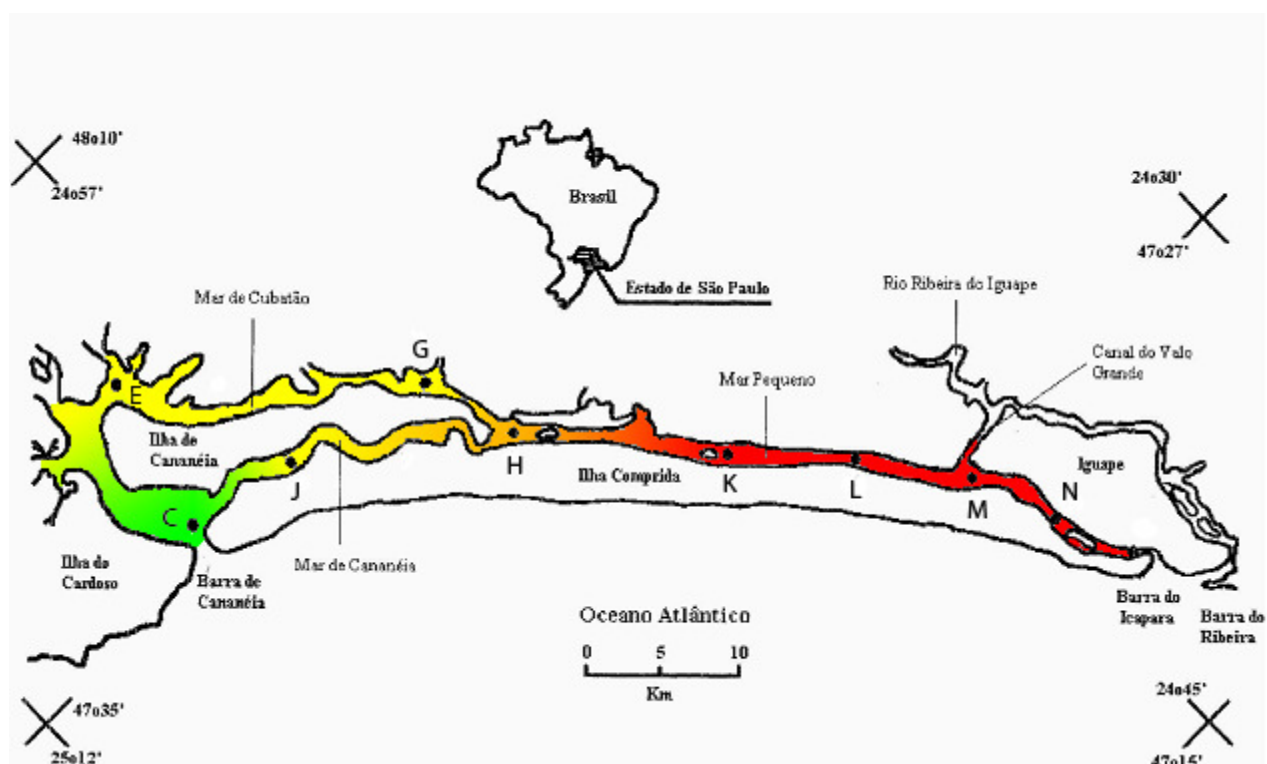 48o10'
24o57'
24o30'
47o27'
Brasil
Estado de São Paulo
Rio Ribeira do Iguape
Mar de Cubatão
Canal do Valo
Grande
Mar Pequeno
G
E
Ilha de
Cananéia
H
Ilha Comprida
K
L
M
N
Iguape
J
C
Ilha do
Cardoso
Barra de
Cananéia
Mar de Cananéia
Barra do
Icapara
Barra do
Ribeira
Oceano Atlântico
0 5 10
Km
47o35'
25o12'
24o45'
47o15'